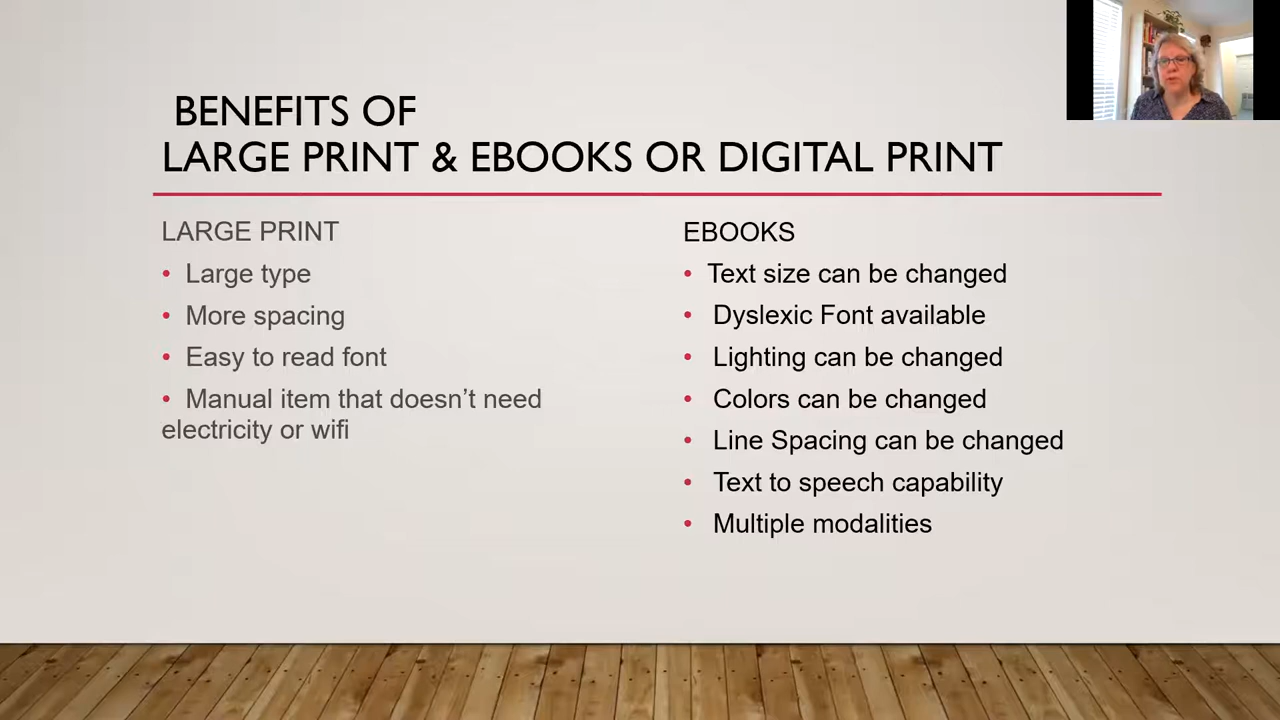 BENEFITS OF
LARGE PRINT & EBOOKS OR DIGITAL PRINT
LARGE PRINT
• Large type
• More spacing
• Easy to read font
• Manual item that doesn’t need
electricity or wifi
EBOOKS
• Text size can be changed
• Dyslexic Font available
• Lighting can be changed
• Colors can be changed
• Line Spacing can be changed
• Text to speech capability
• Multiple modalities